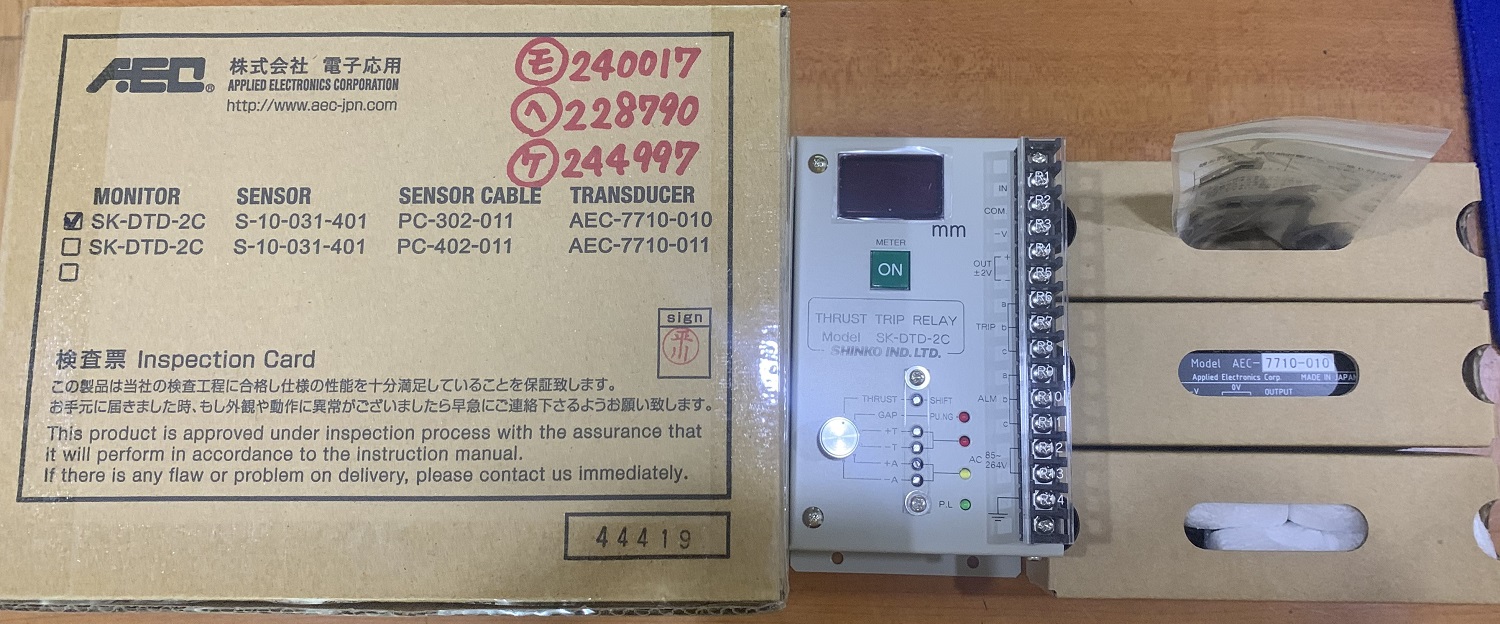 AEC®
株式会社 電子応用
APPLIED ELECTRONICS CORPORATION
http://www.aec-jpn.com
モ 240017
ヘ 228790
ケ 244997
MONITOR SENSOR SENSOR CABLE TRANSDUCER
SK-DTD-2C S-10-031-401 PC-302-011 AEC-7710-010
SK-DTD-2C S-10-031-401 PC-402-011 AEC-7710-011
sign
平川
検査票 Inspection Card
この製品は当社の検査工程に合格し仕様の性能を十分満足していることを保証致します。
お手元に届きました時、もし外観や動作に異常がございましたら早急にご連絡下さるようお願い致します。
This product is approved under inspection process with the assurance that
it will perform in accordance to the instruction manual.
If there is any flaw or problem on delivery, please contact us immediately.
44419
mm
METER
ON
THRUST TRIP RELAY
Model SK-DTD-2C
SHINKO IND. LTD.
THRUST SHIFT
GAP PU.NG
+T
-T
+A
-A
P.L
IN
COM.
-V
OUT
±2V
+
-
TRIP
a
b
c
ALM
a
b
c
AC 85~
264V
R1
R2
R3
R4
R5
R6
R7
R8
R9
R10
R11
R12
R13
R14
Model AEC-7710-010
Applied Electronics Corp. MADE IN JAPAN
-V 0V OUTPUT